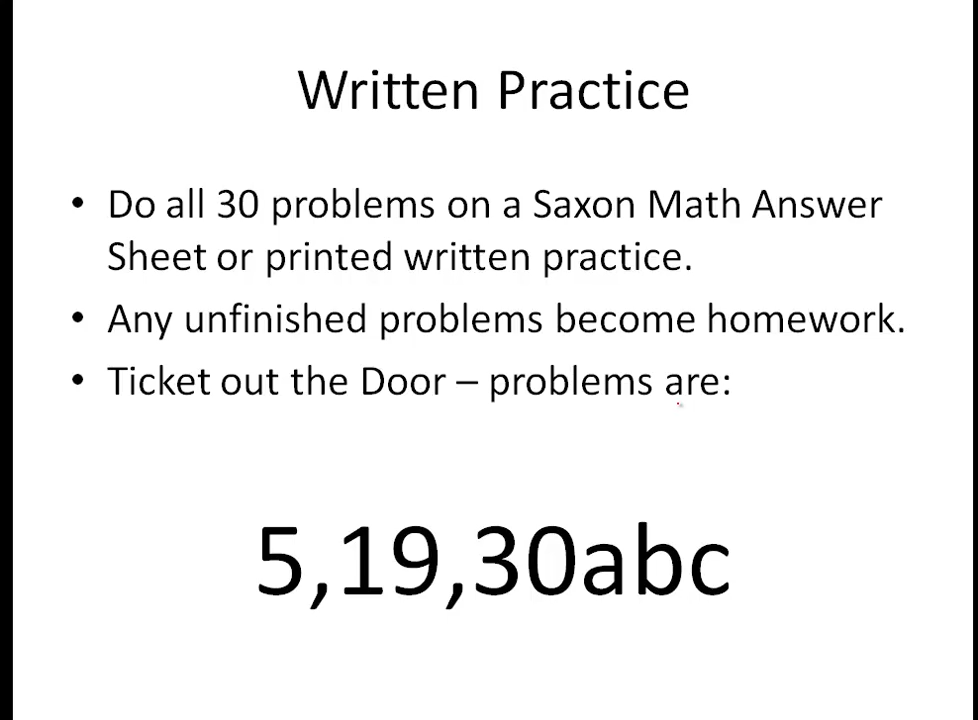 Written Practice
• Do all 30 problems on a Saxon Math Answer
Sheet or printed written practice.
• Any unfinished problems become homework.
• Ticket out the Door – problems are:
5,19,30abc